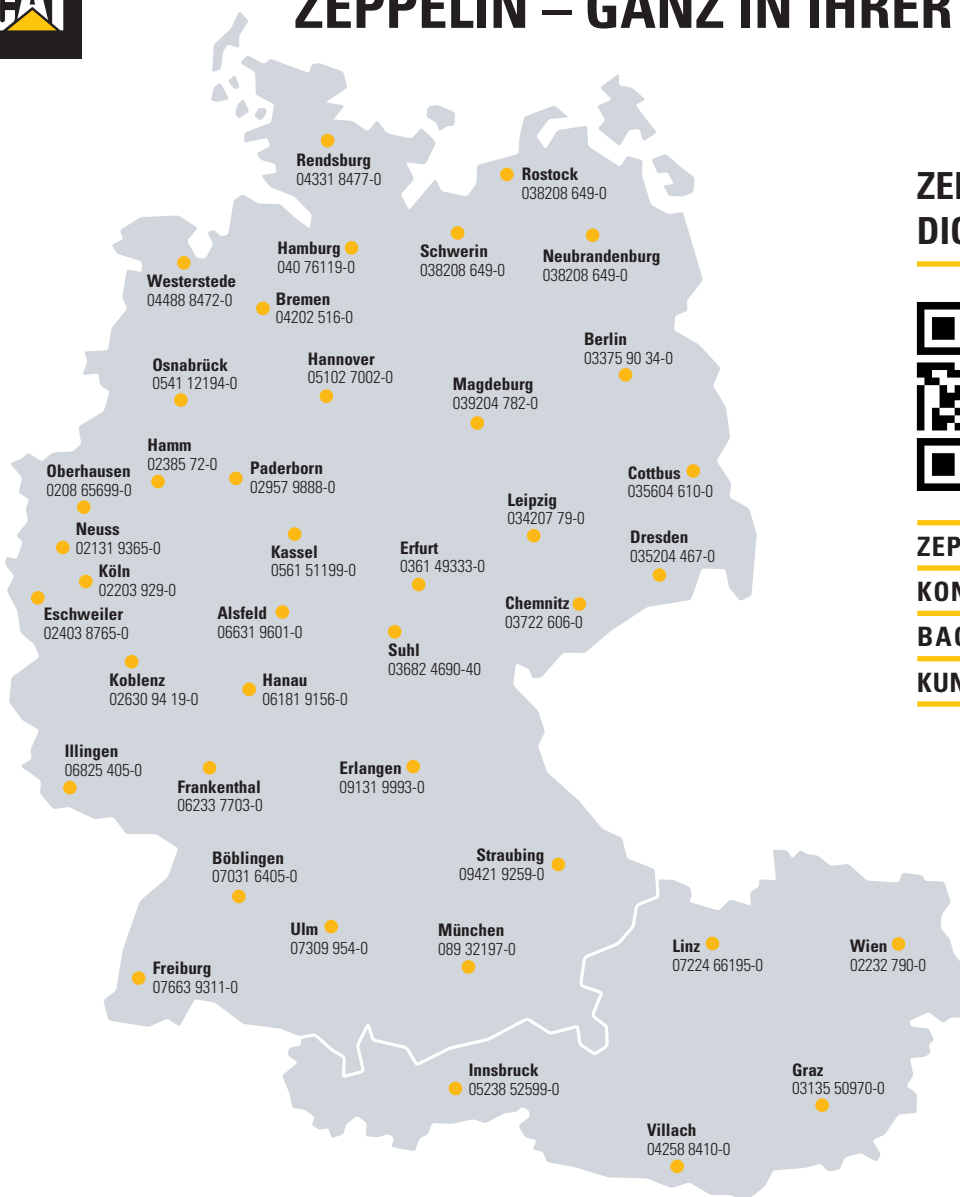 ZEPPELIN – GANZ IN IHRER
Rendsburg
04331 8477-0
Rostock
038208 649-0
Hamburg
040 76119-0
Schwerin
038208 649-0
Neubrandenburg
038208 649-0
Westerstede
04488 8472-0
Bremen
04202 516-0
Berlin
03375 90 34-0
Osnabrück
0541 12194-0
Hannover
05102 7002-0
Magdeburg
039204 782-0
Hamm
02385 72-0
Oberhausen
0208 65699-0
Paderborn
02957 9888-0
Cottbus
035604 610-0
Leipzig
034207 79-0
Neuss
02131 9365-0
Kassel
0561 51199-0
Erfurt
0361 49333-0
Dresden
035204 467-0
Köln
02203 929-0
Eschweiler
02403 8765-0
Alsfeld
06631 9601-0
Chemnitz
03722 606-0
Suhl
03682 4690-40
Koblenz
02630 94 19-0
Hanau
06181 9156-0
Illingen
06825 405-0
Frankenthal
06233 7703-0
Erlangen
09131 9993-0
Böblingen
07031 6405-0
Straubing
09421 9259-0
Ulm
07309 954-0
München
089 32197-0
Freiburg
07663 9311-0
Linz
07224 66195-0
Wien
02232 790-0
Innsbruck
05238 52599-0
Graz
03135 50970-0
Villach
04258 8410-0
ZEP
KON
KUN